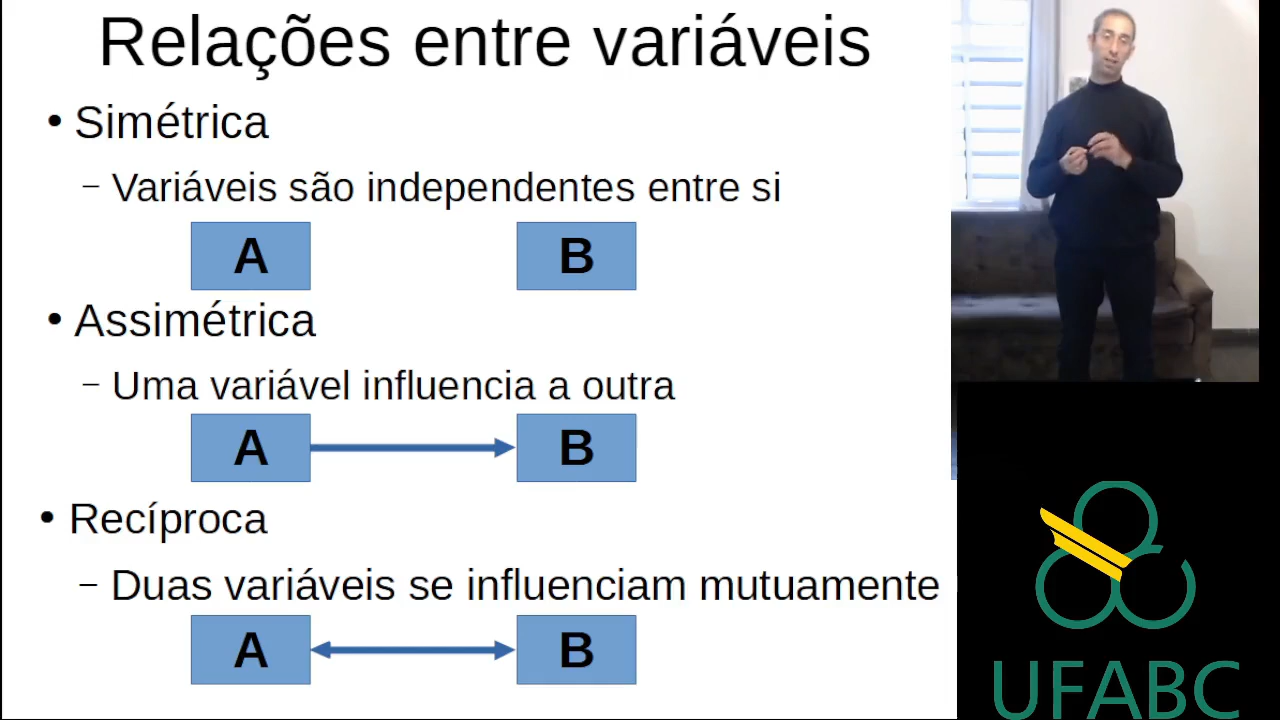 Relações entre variáveis
• Simétrica
– Variáveis são independentes entre si
A B
• Assimétrica
– Uma variável influencia a outra
A B
• Recíproca
– Duas variáveis se influenciam mutuamente
A B
UFABC